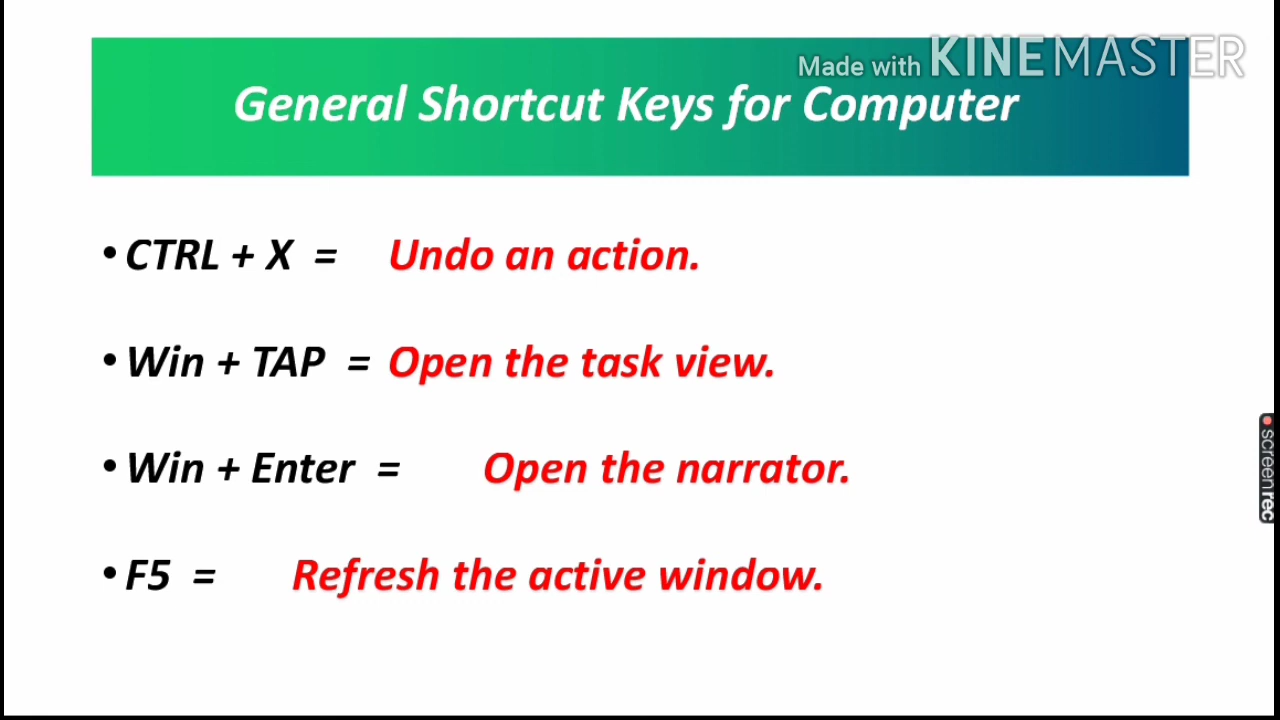 Made with KINEMASTER
General Shortcut Keys for Computer
• CTRL + X = Undo an action.
• Win + TAP = Open the task view.
• Win + Enter = Open the narrator.
• F5 = Refresh the active window.
screenrec